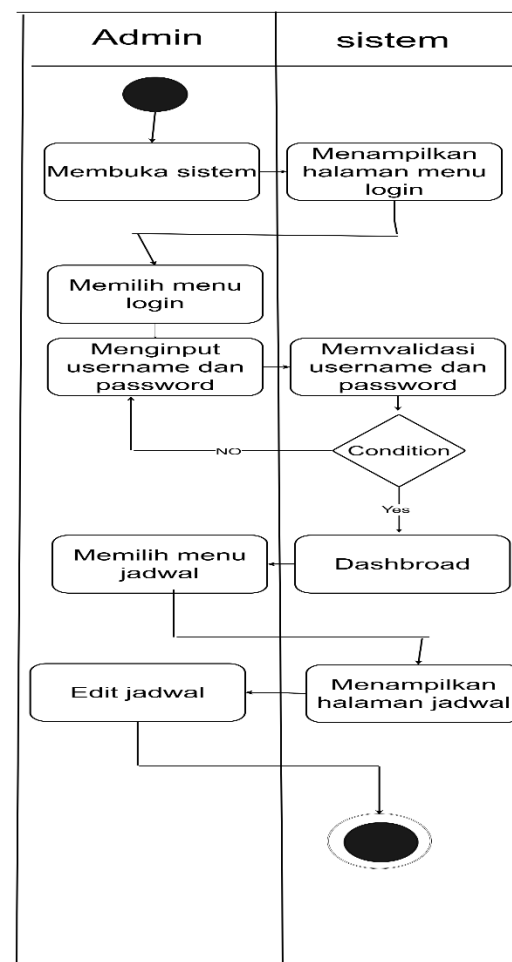 Admin
sistem
Membuka sistem
Menampilkan
halaman menu
login
Memilih menu
login
Menginput
username dan
password
Memvalidasi
username dan
password
Condition
NO
Yes
Dashbroad
Memilih menu
jadwal
Menampilkan
halaman jadwal
Edit jadwal